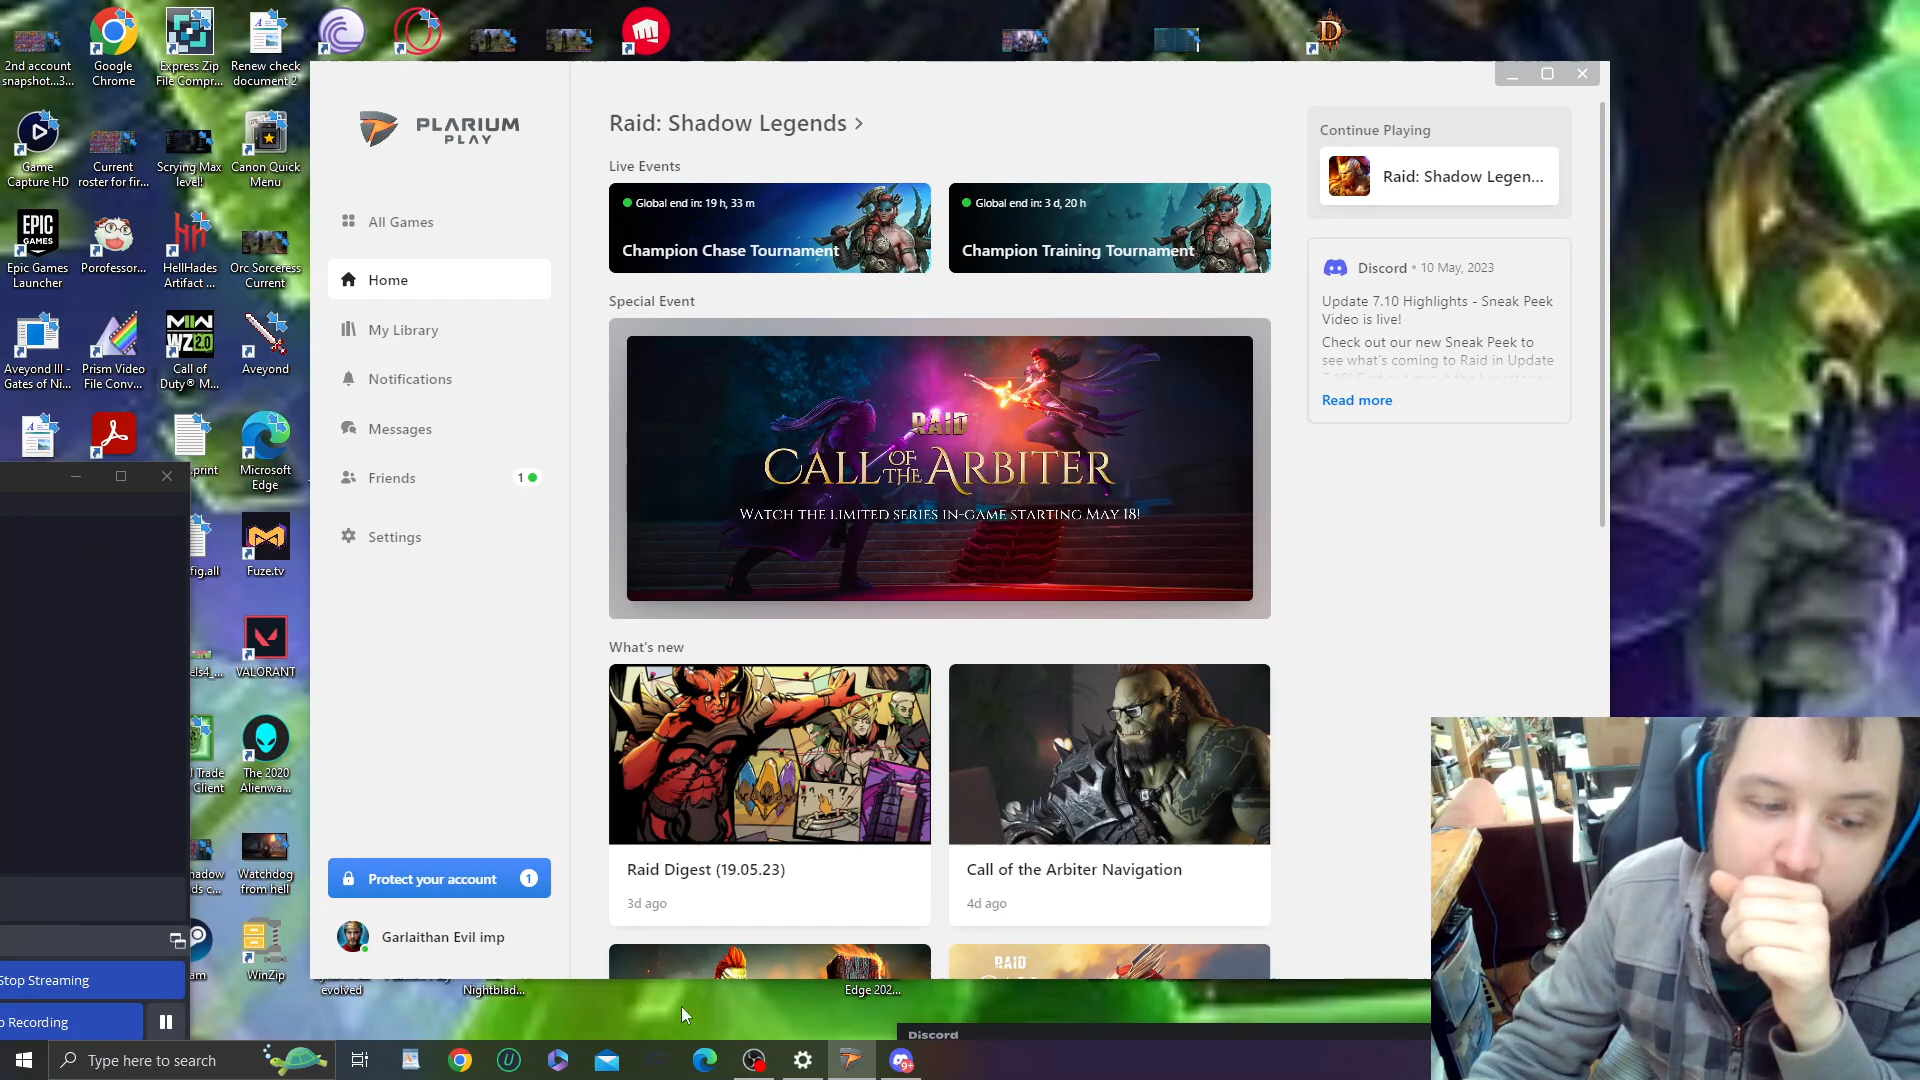 2nd account
snapshot...3...
Google
Chrome
Express Zip
File Compr...
Renew check
document 2
D
Game
Capture HD
Current
roster for fir...
Scrying Max
level!
Canon Quick
Menu
EPIC
GAMES
Epic Games
Launcher
Porofessor...
HellHades
Artifact ...
Orc Sorceress
Current
MW
WZ 2.0
Aveyond III -
Gates of Ni...
Prism Video
File Conv...
Call of
Duty® M...
Aveyond
.print
Microsoft
Edge
fig.all
Fuze.tv
els4_...
VALORANT
l Trade
Client
The 2020
Alienwa...
hadow
ds c...
Watchdog
from hell
am
WinZip
Stop Streaming
p Recording
PLARIUM
PLAY
All Games
Home
My Library
Notifications
Messages
Friends
1
Settings
Protect your account
1
Garlaithan Evil imp
Raid: Shadow Legends >
Live Events
Global end in: 19 h, 33 m
Champion Chase Tournament
Global end in: 3 d, 20 h
Champion Training Tournament
Special Event
RAID
CALL OF THE ARBITER
WATCH THE LIMITED SERIES IN-GAME STARTING MAY 18!
What's new
Raid Digest (19.05.23)
3d ago
Call of the Arbiter Navigation
4d ago
RAID
Continue Playing
Raid: Shadow Legen...
Discord • 10 May, 2023
Update 7.10 Highlights - Sneak Peek
Video is live!
Check out our new Sneak Peek to
see what's coming to Raid in Update
Read more
evolved
Nightblad...
Edge 202...
Discord
Type here to search
9+